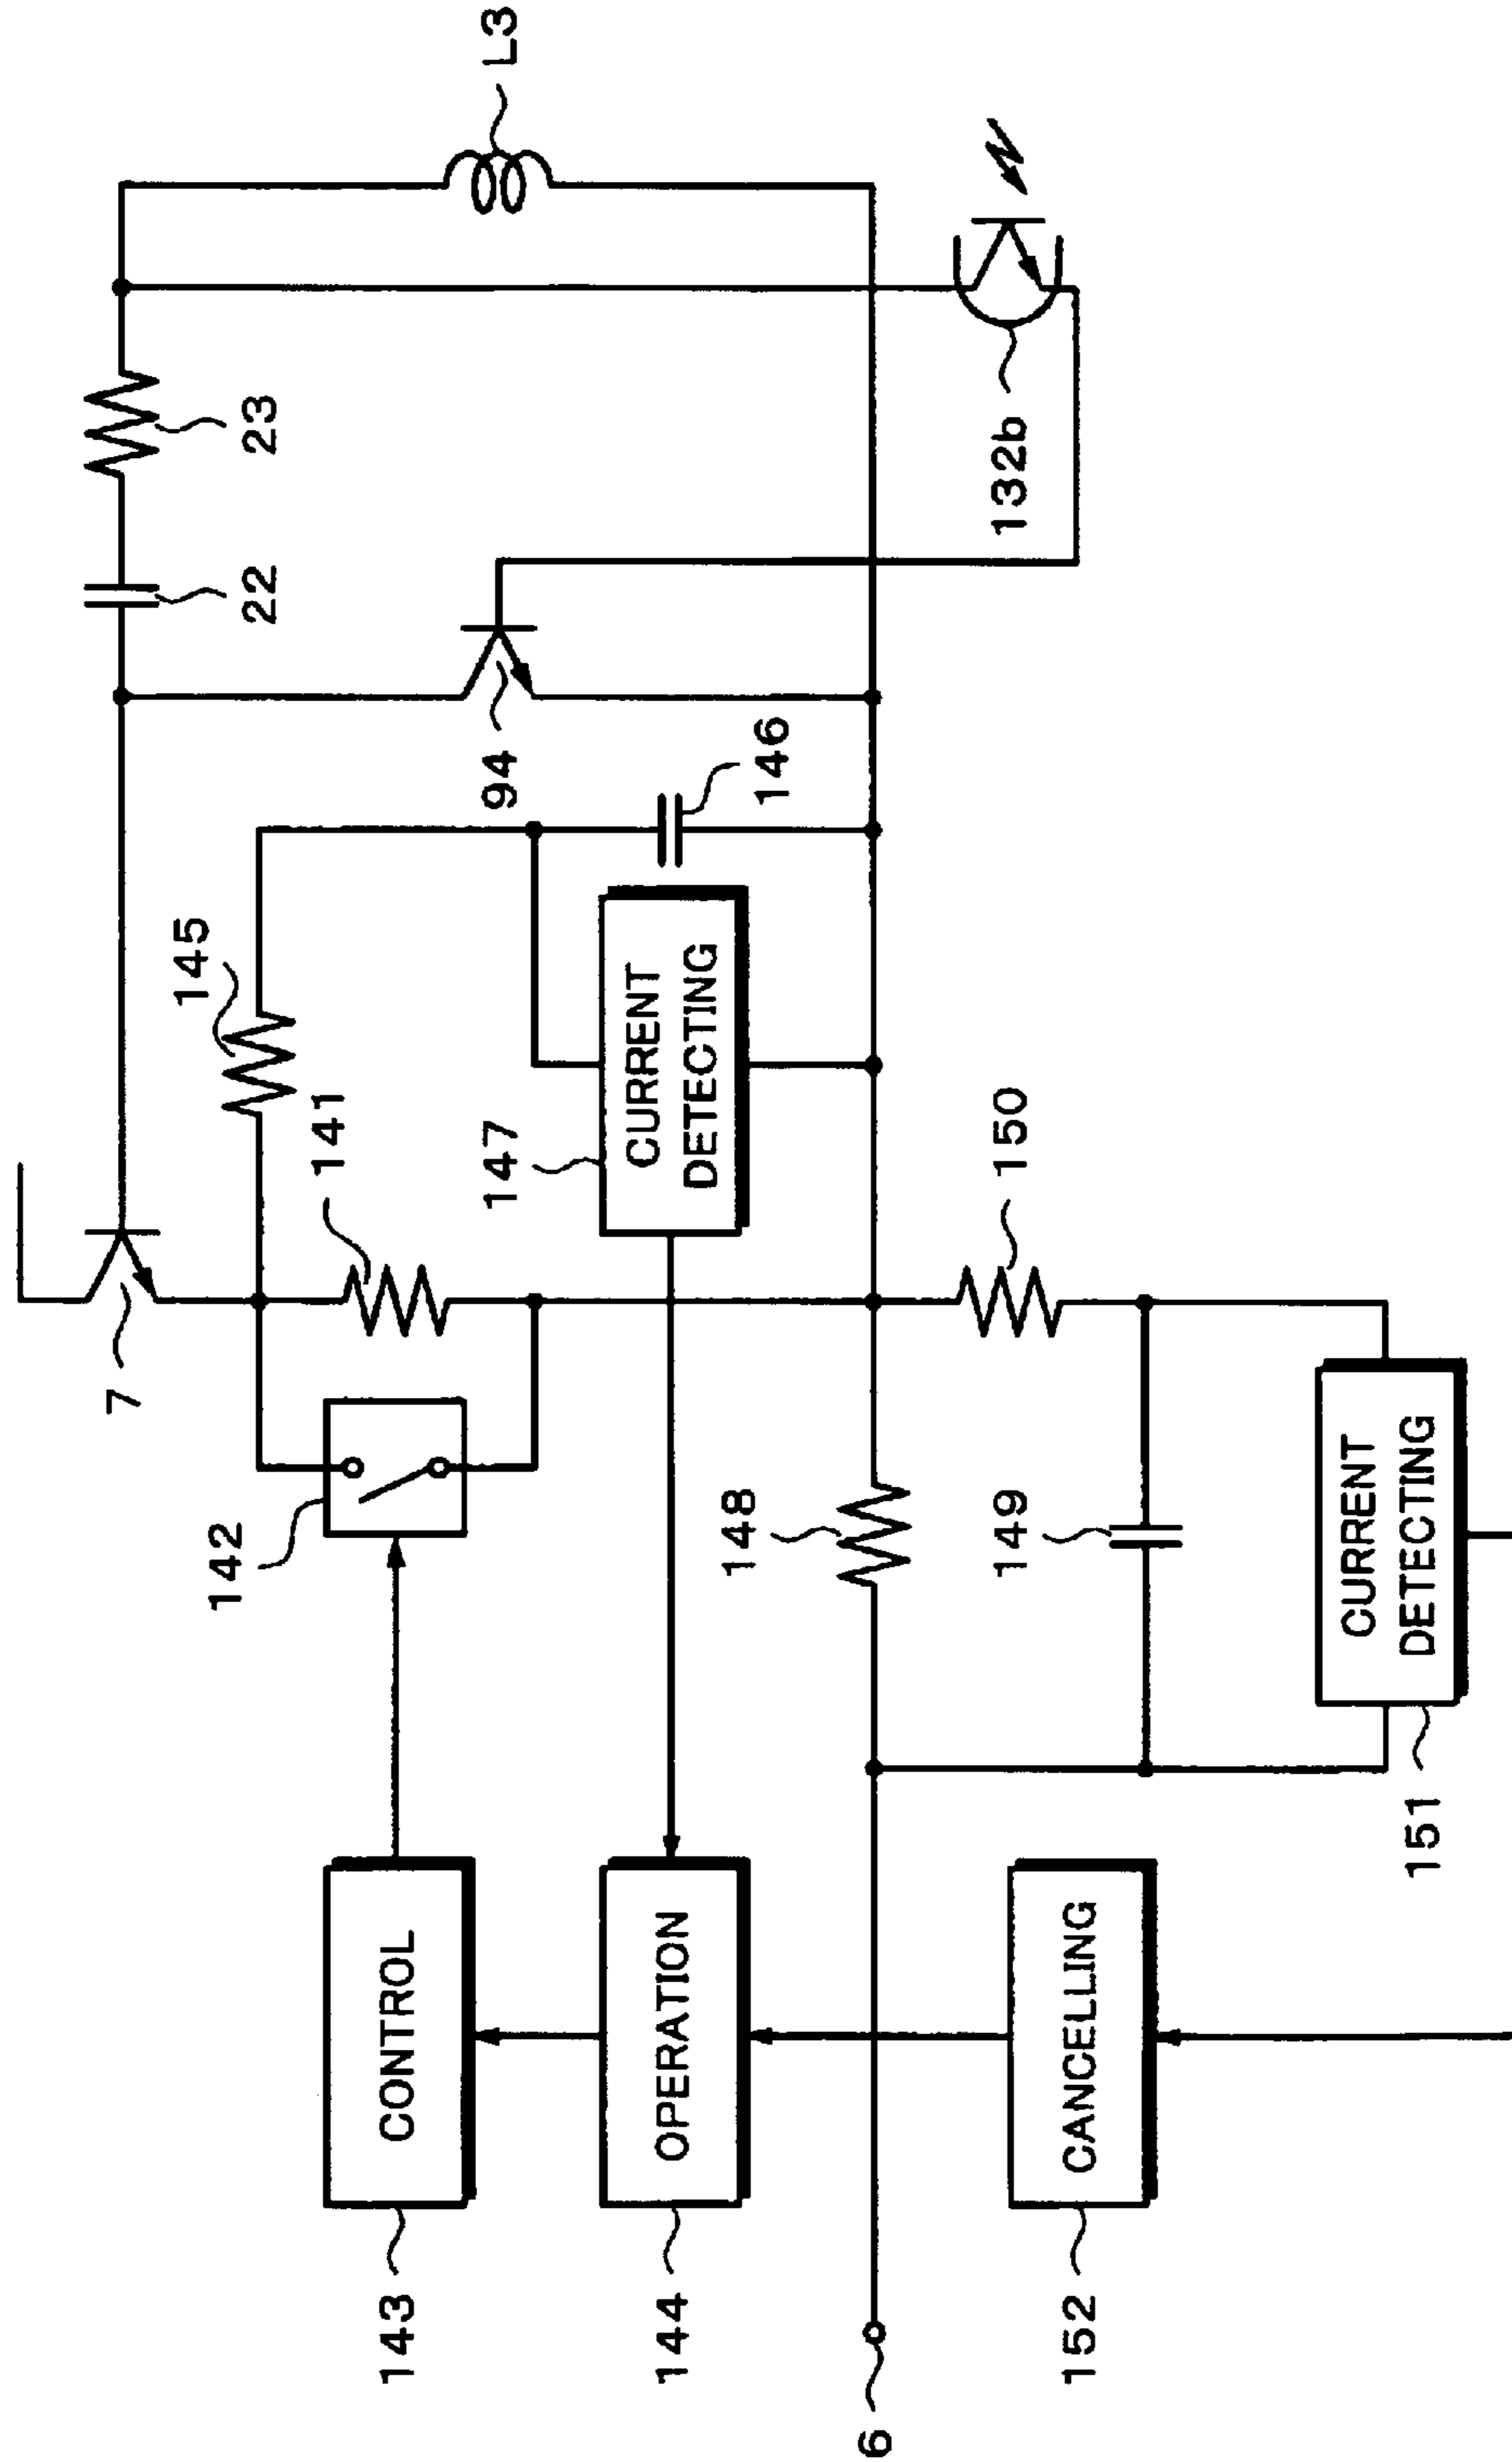 143
CONTROL
142
7
141
145
22
23
L3
144
OPERATION
147
CURRENT
DETECTING
94
146
6
148
152
CANCELLING
149
150
132b
151
CURRENT
DETECTING